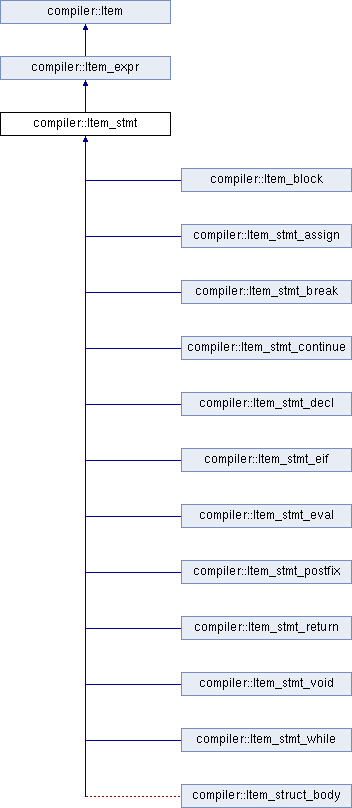 compiler::Item
compiler::Item_expr
compiler::Item_stmt
compiler::Item_block
compiler::Item_stmt_assign
compiler::Item_stmt_break
compiler::Item_stmt_continue
compiler::Item_stmt_decl
compiler::Item_stmt_eif
compiler::Item_stmt_eval
compiler::Item_stmt_postfix
compiler::Item_stmt_return
compiler::Item_stmt_void
compiler::Item_stmt_while
compiler::Item_struct_body